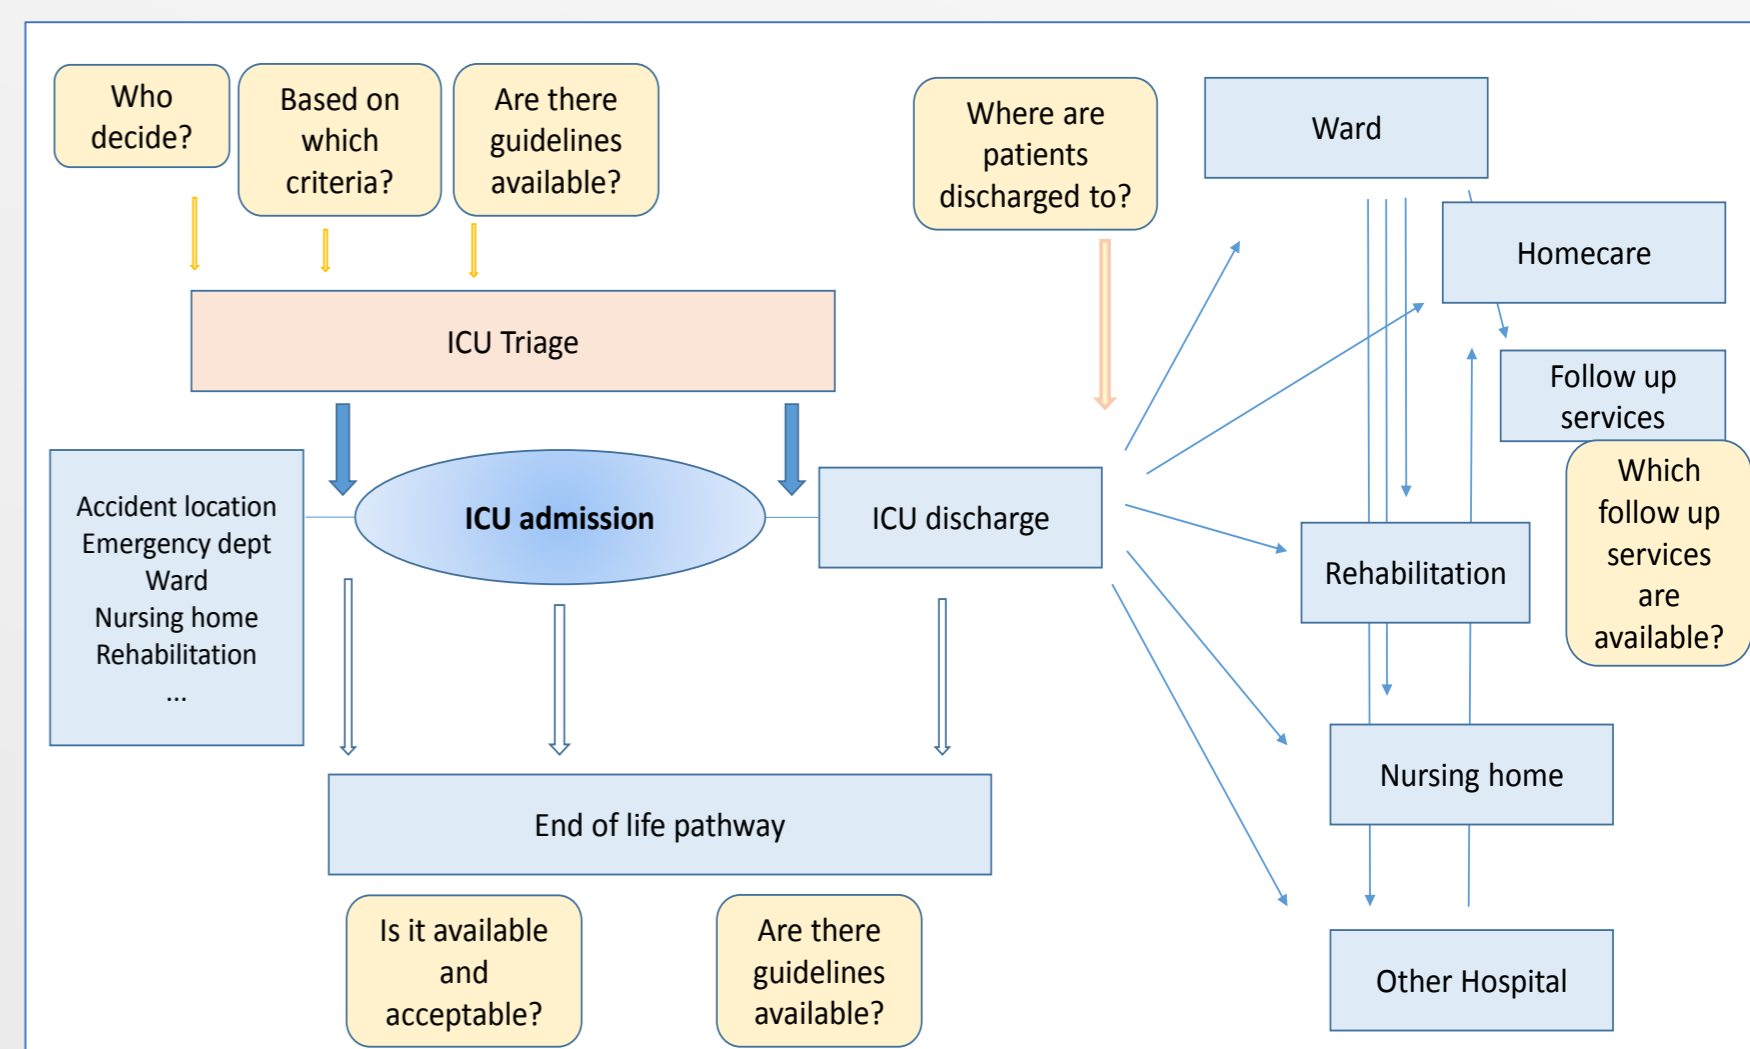 Who
decide?
Based on
which
criteria?
Are there
guidelines
available?
Where are
patients
discharged to?
Ward
Homecare
ICU Triage
Follow up
services
Accident location
Emergency dept
Ward
Nursing home
Rehabilitation
...
ICU admission
ICU discharge
Which
follow up
services
are
available?
Rehabilitation
Nursing home
End of life pathway
Is it available
and
acceptable?
Are there
guidelines
available?
Other Hospital